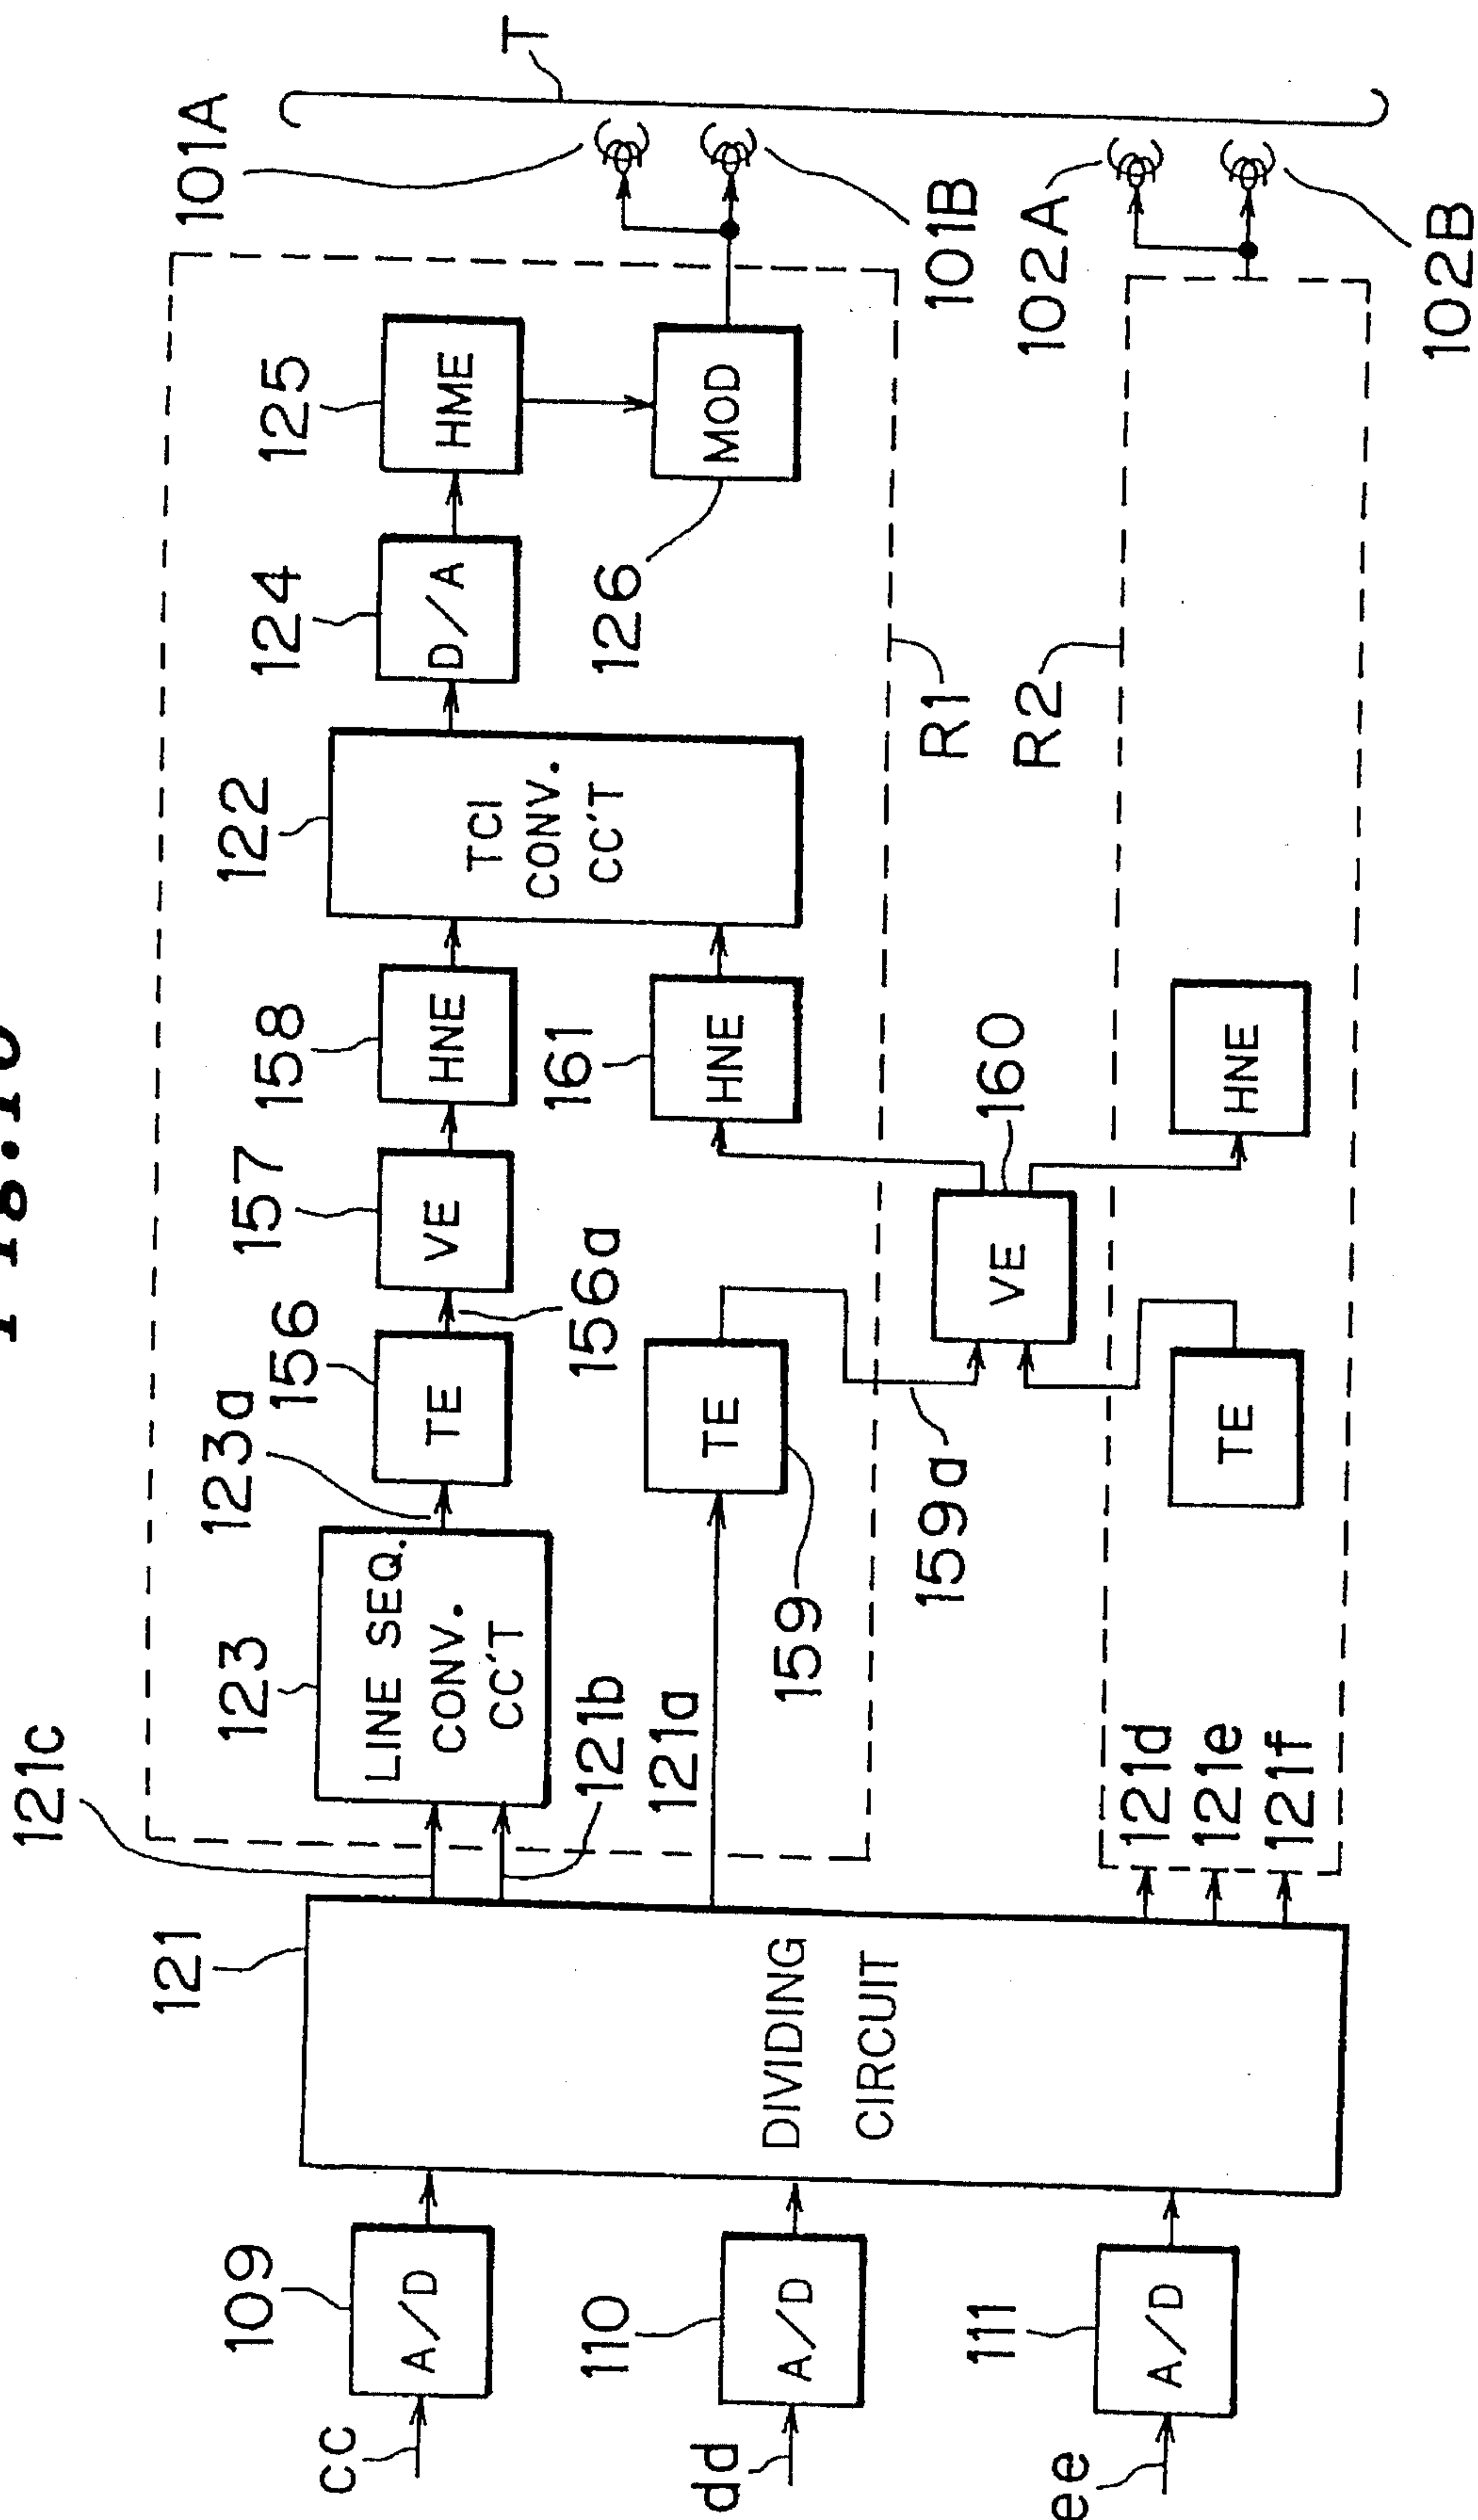 T
101A
101B
102A
102B
125
HME
MOD
124
D/A
126
R1
R2
122
TCI
CONV.
CC'T
158
HNE
161
HNE
160
HNE
157
VE
156a
VE
156
TE
123a
TE
159a
TE
159
123
LINE SEQ.
CONV.
CC'T
121c
121b
121a
121d
121e
121f
121
DIVIDING
CIRCUIT
109
A/D
110
A/D
111
A/D
cc
dd
ee